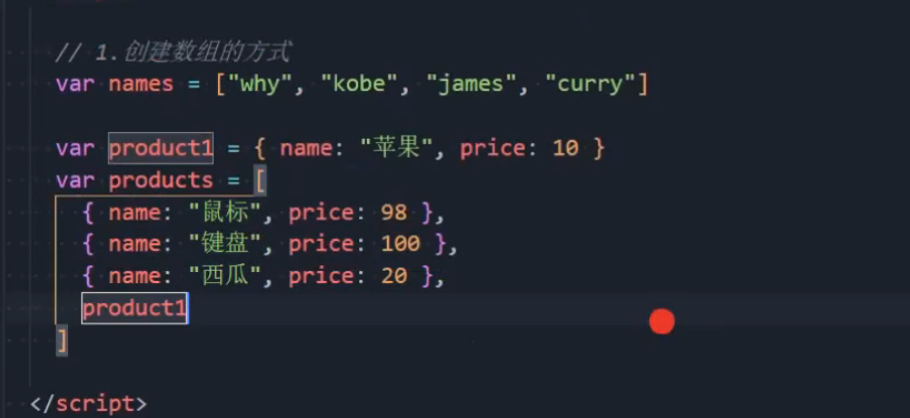 // 1.创建数组的方式
var names = ["why", "kobe", "james", "curry"]
var product1 = { name: "苹果", price: 10 }
var products = [
{ name: "鼠标", price: 98 },
{ name: "键盘", price: 100 },
{ name: "西瓜", price: 20 },
product1
]
</script>